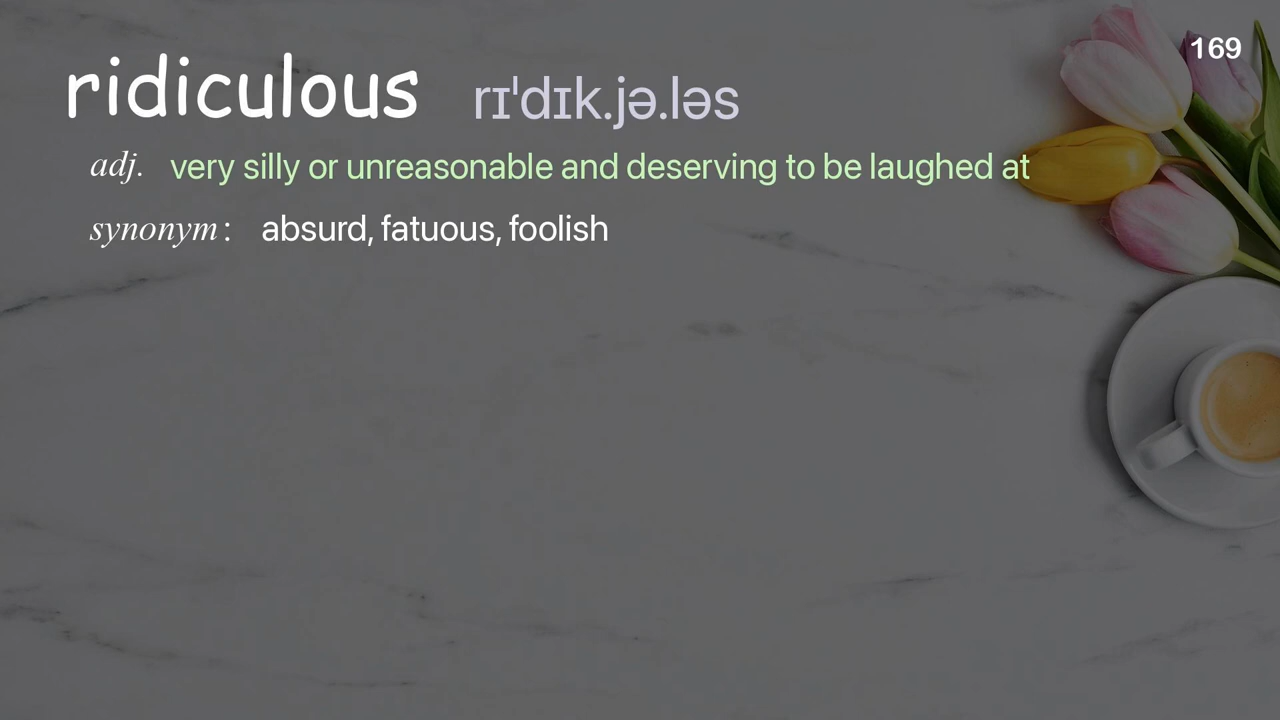 169
ridiculous rɪˈdɪk.jə.ləs
adj. very silly or unreasonable and deserving to be laughed at
synonym: absurd, fatuous, foolish